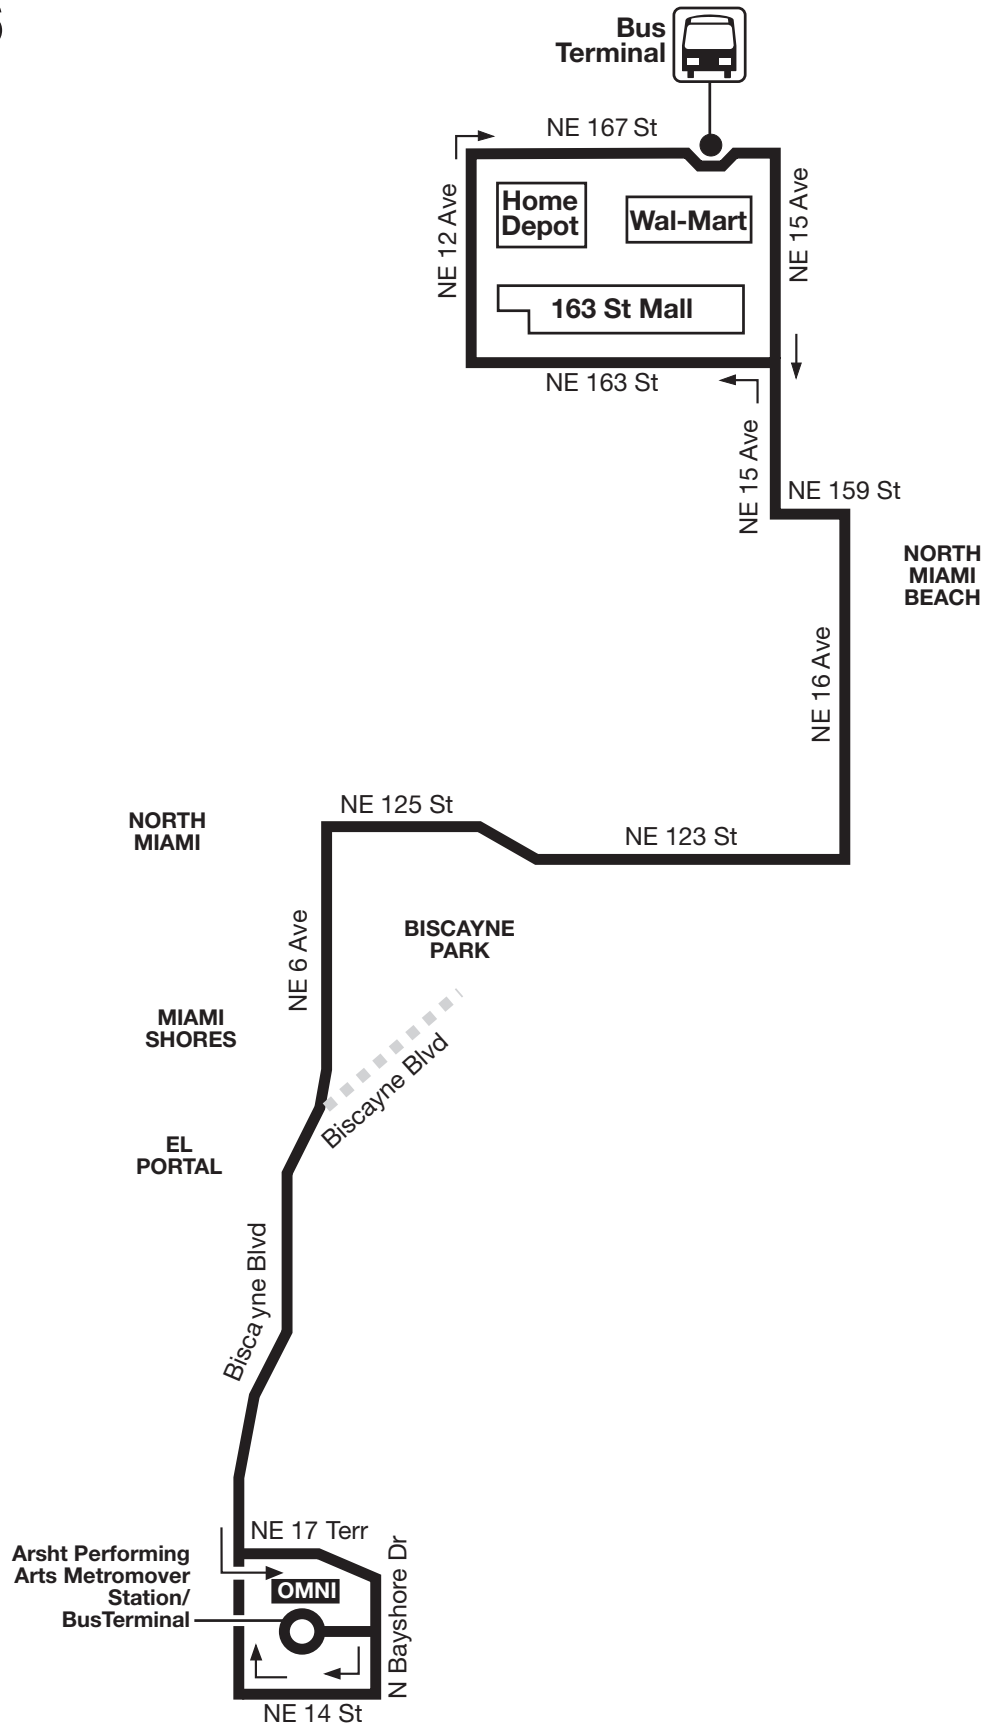 Bus
Terminal
NE 167 St
NE 12 Ave
Home
Depot
Wal-Mart
NE 15 Ave
163 St Mall
NE 163 St
NE 15 Ave
NE 159 St
NORTH
MIAMI
BEACH
NE 16 Ave
NE 125 St
NORTH
MIAMI
NE 123 St
NE 6 Ave
BISCAYNE
PARK
MIAMI
SHORES
Biscayne Blvd
EL
PORTAL
Biscayne Blvd
NE 17 Terr
Arsht Performing
Arts Metromover
Station/
BusTerminal
OMNI
N Bayshore Dr
NE 14 St